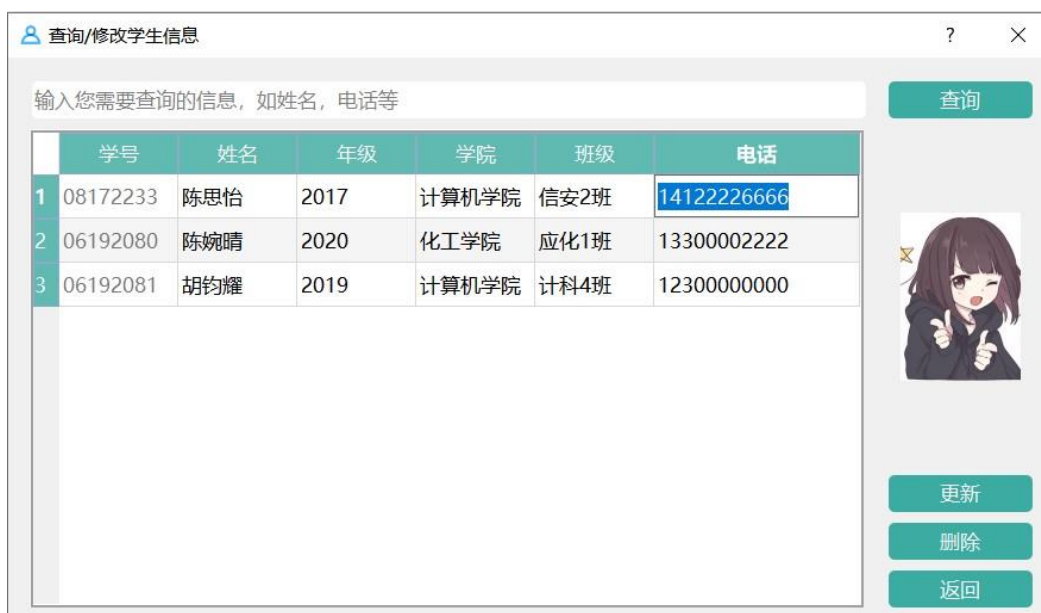 查询/修改学生信息
?
输入您需要查询的信息，如姓名，电话等 查询
学号 姓名 年级 学院 班级 电话
1 08172233 陈思怡 2017 计算机学院 信安2班 14122226666
2 06192080 陈婉晴 2020 化工学院 应化1班 13300002222
3 06192081 胡钧耀 2019 计算机学院 计科4班 12300000000
更新
删除
返回